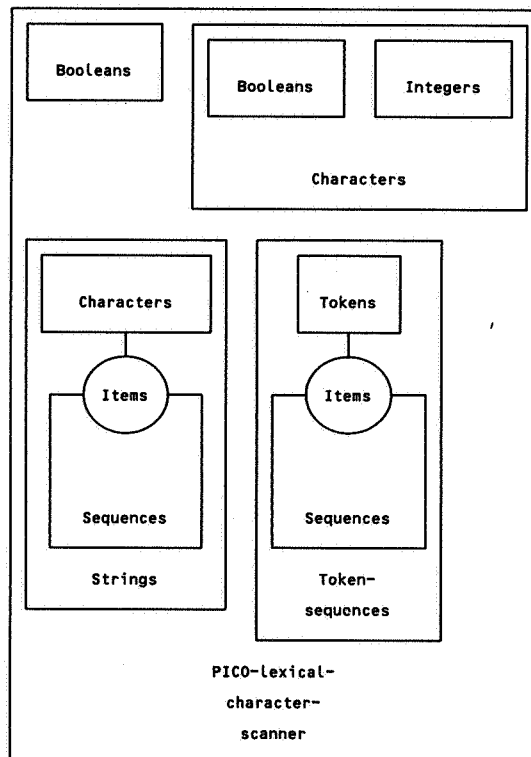 Booleans
Booleans
Integers
Characters
Characters
Items
Sequences
Strings
Tokens
Items
Sequences
Token-
sequences
PICO-lexical-
character-
scanner